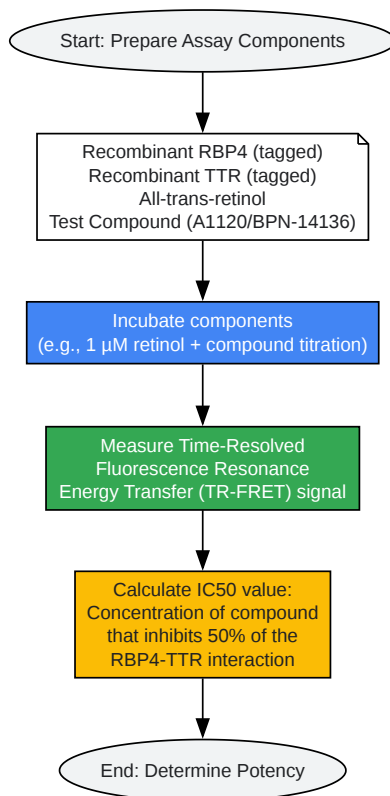 Start: Prepare Assay Components
Recombinant RBP4 (tagged)
Recombinant TTR (tagged)
All-trans-retinol
Test Compound (A1120/BPN-14136)
Incubate components
(e.g., 1 µM retinol + compound titration)
Measure Time-Resolved
Fluorescence Resonance
Energy Transfer (TR-FRET) signal
Calculate IC50 value:
Concentration of compound
that inhibits 50% of the
RBP4-TTR interaction
End: Determine Potency